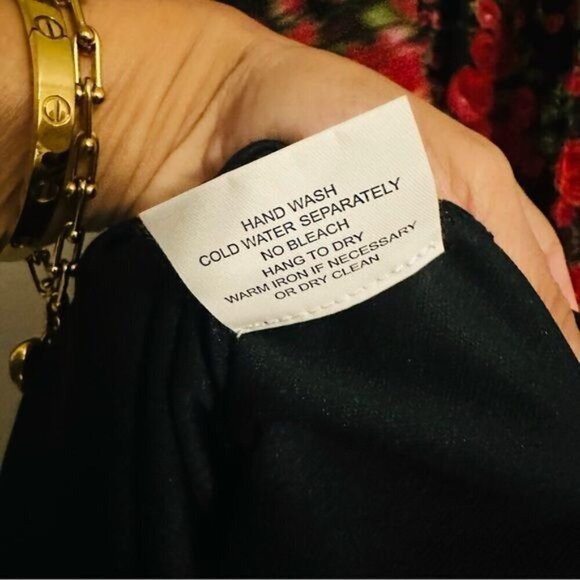 HAND WASH
COLD WATER SEPARATELY
NO BLEACH
HANG TO DRY
WARM IRON IF NECESSARY
OR DRY CLEAN